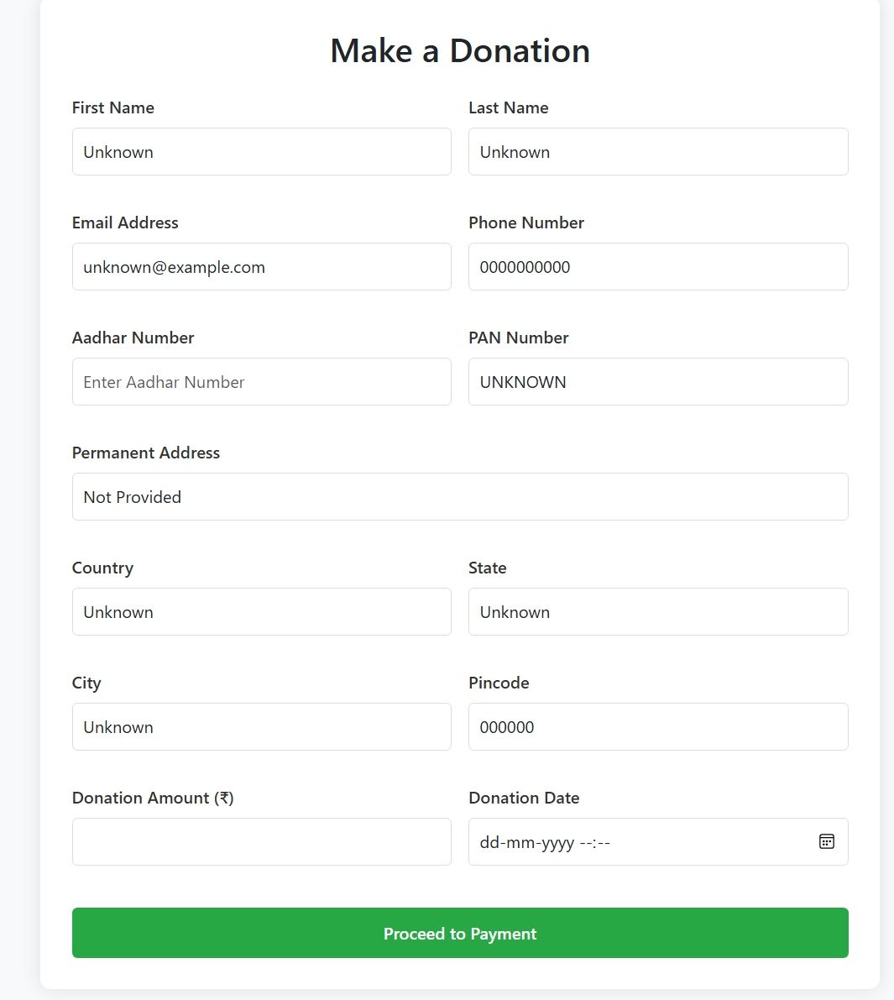 Make a Donation
First Name Last Name
Unknown Unknown
Email Address Phone Number
unknown@example.com 0000000000
Aadhar Number PAN Number
Enter Aadhar Number UNKNOWN
Permanent Address
Not Provided
Country State
Unknown Unknown
City Pincode
Unknown 000000
Donation Amount (₹) Donation Date
dd-mm-yyyy --:--
Proceed to Payment